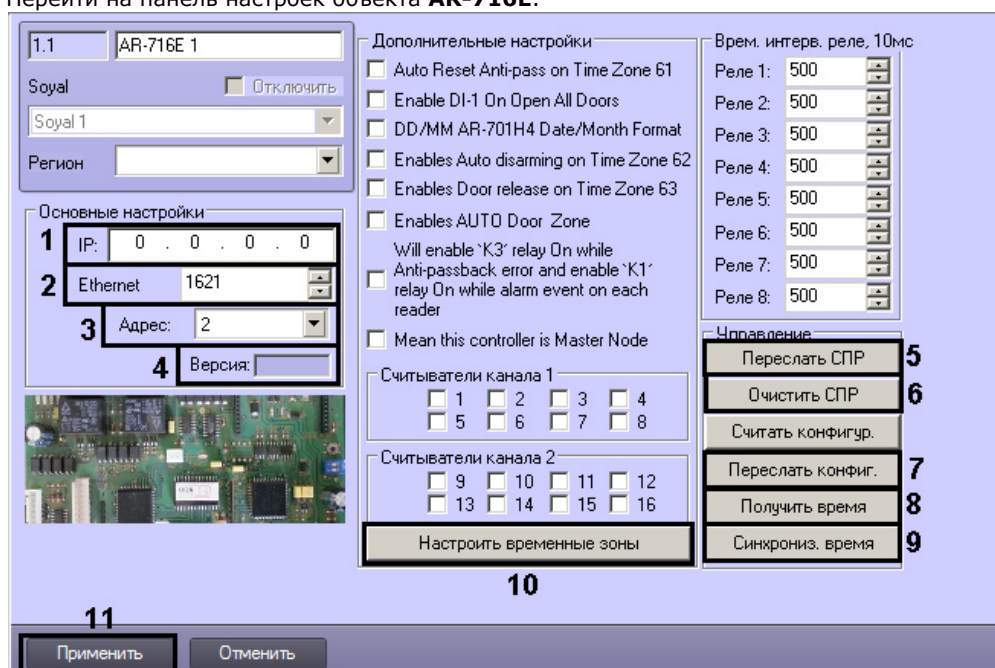 Перейти на панель настроек объекта AR-716E.
1.1
AR-716E 1
Soyal
Отключить
Soyal 1
Регион
Основные настройки
1
IP: 0 . 0 . 0 . 0
2
Ethernet 1621
3
Адрес: 2
4
Версия:
Дополнительные настройки
Auto Reset Anti-pass on Time Zone 61
Enable DI-1 On Open All Doors
DD/MM AR-701H4 Date/Month Format
Enables Auto disarming on Time Zone 62
Enables Door release on Time Zone 63
Enables AUTO Door Zone
Will enable `K3´ relay On while
Anti-passback error and enable `K1´
relay On while alarm event on each
reader
Mean this controller is Master Node
Считыватели канала 1
1 2 3 4
5 6 7 8
Считыватели канала 2
9 10 11 12
13 14 15 16
Настроить временные зоны
10
Врем. интерв. реле, 10мс
Реле 1: 500
Реле 2: 500
Реле 3: 500
Реле 4: 500
Реле 5: 500
Реле 6: 500
Реле 7: 500
Реле 8: 500
Управление
Переслать СПР 5
Очистить СПР 6
Считать конфигур.
Переслать конфиг. 7
Получить время 8
Синхрониз. время 9
11
Применить
Отменить